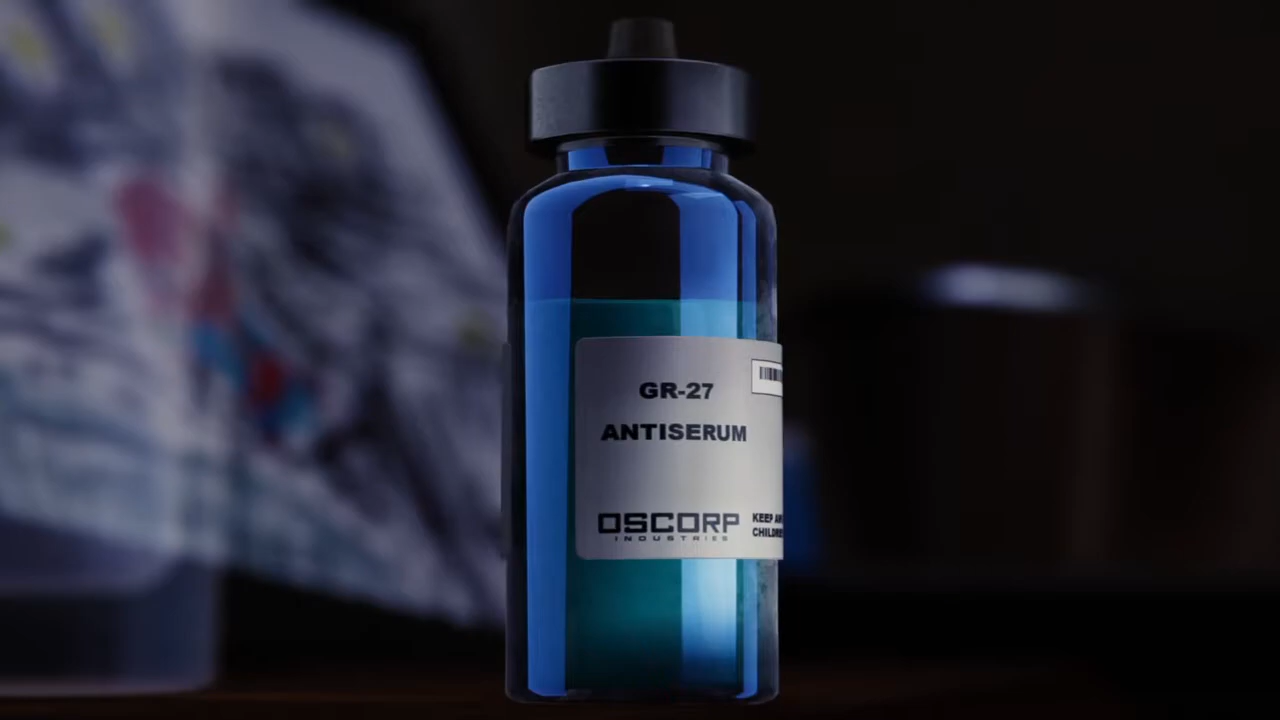 GR-27
ANTISERUM
OSCORP
INDUSTRIES
KEEP